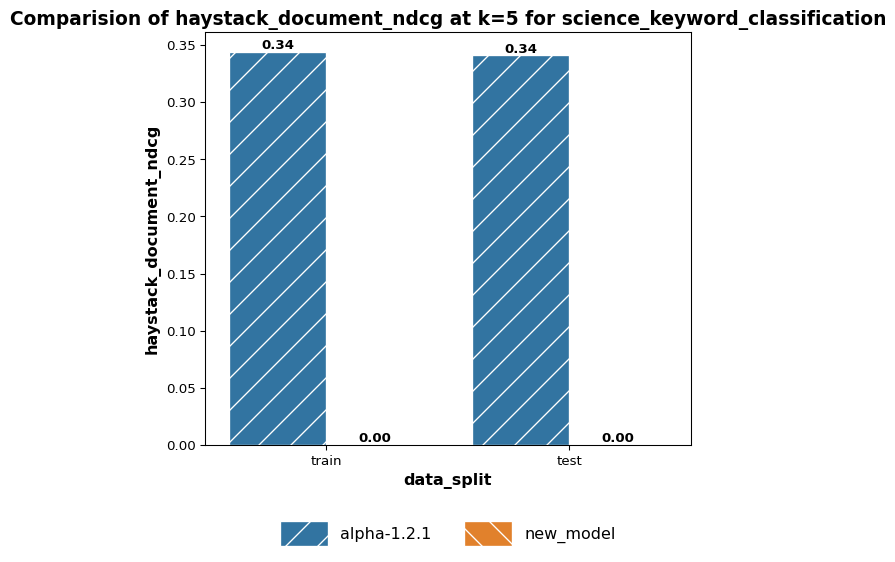 Comparision of haystack_document_ndcg at k=5 for science_keyword_classification
haystack_document_ndcg
0.35
0.30
0.25
0.20
0.15
0.10
0.05
0.00
0.34
0.00
0.34
0.00
train
test
data_split
alpha-1.2.1
new_model